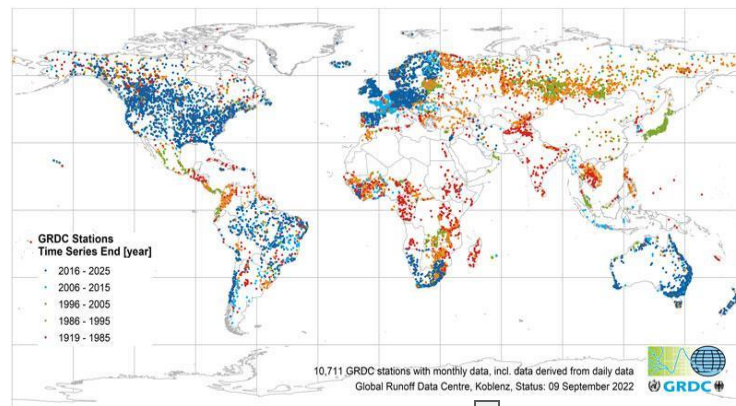 GRDC Stations
Time Series End [year]
2016 - 2025
2006 - 2015
1996 - 2005
1986 - 1995
1919 - 1985
10,711 GRDC stations with monthly data, incl. data derived from daily data
Global Runoff Data Centre, Koblenz, Status: 09 September 2022
GRDC